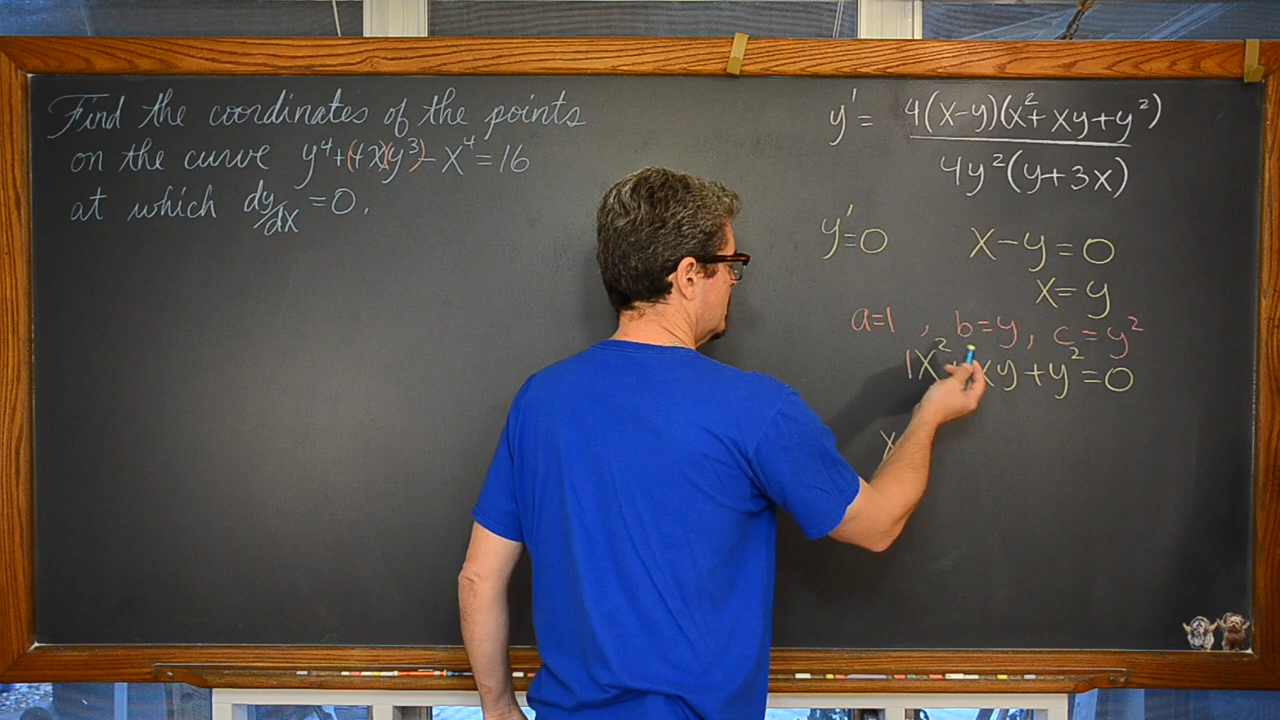 Find the coordinates of the points
on the curve y⁴+(4x)(y³)-x⁴=16
at which dy/dx=0.
y'= 4(x-y)(x²+xy+y²)
4y²(y+3x)
y'=0 x-y=0
x=y
a=1, b=y, c=y²
1x²+xy+y²=0
x